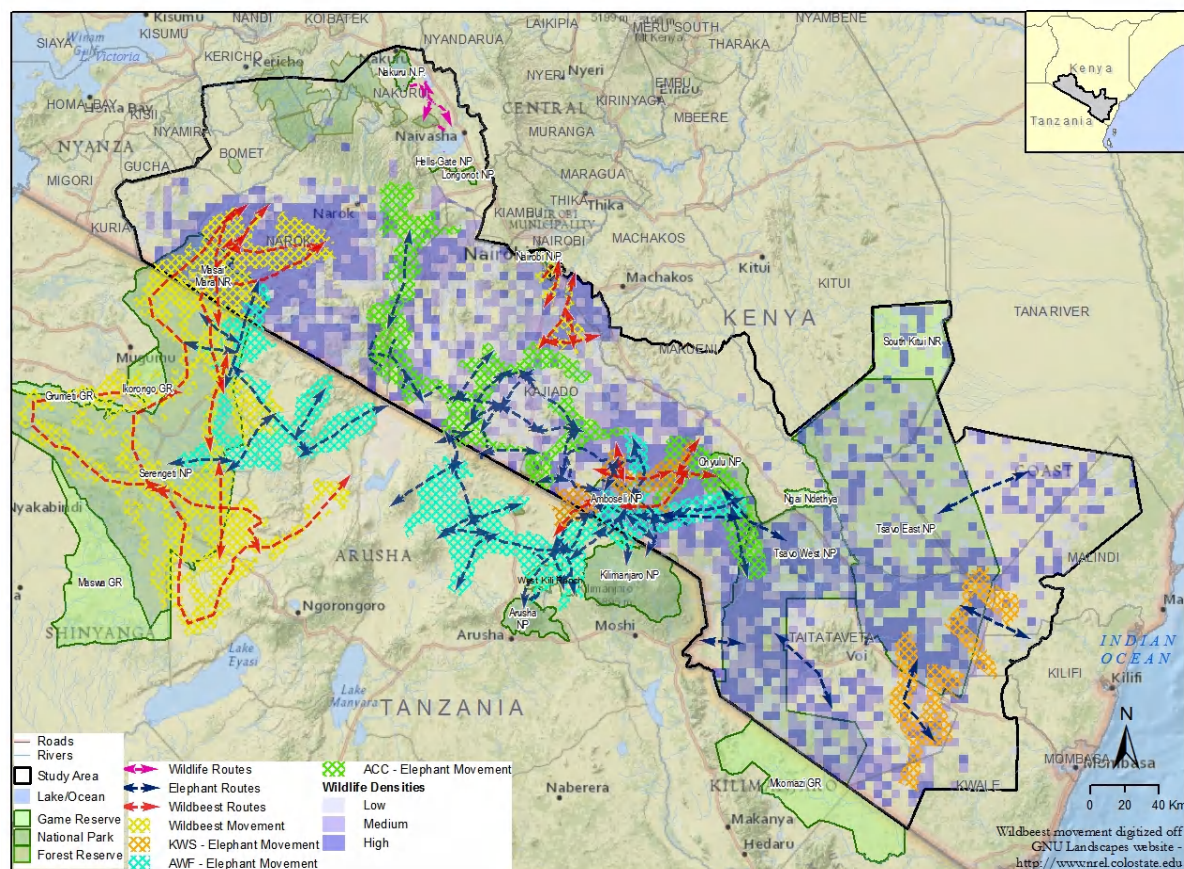 SIAYA
KISUMU
Kisumu
NANDI
KOIBATEK
NYANDARUA
LAIKIPIA
MERU SOUTH
NYAMBENE
THARAKA
KERICHO
Kericho
Nakuru
Nakuru N.P.
NAKURU
NYERI
Nyeri
EMBU
MBEERE
KIRINYAGA
CENTRAL
MURANGA
HOMA BAY
KISII
NYAMIRA
NYANZA
GUCHA
BOMET
MIGORI
KURIA
Naivasha
Hells Gate NP
Longonot NP
MARAGUA
THIKA
Thika
KIAMBU
NAIROBI
MACHAKOS
Nairobi N.P.
Machakos
Kitui
KITUI
Narok
NAROK
Masai
Mara NR
KENYA
TANA RIVER
South Kitui NR
MAKUENI
Mugumu
Ikorongo GR
Grumeti GR
KAJIADO
Serengeti NP
Chyulu NP
Amboseli NP
Ngai Ndethya
COAST
Tsavo East NP
Tsavo West NP
MALINDI
Nyakabindi
Maswa GR
ARUSHA
West Kili Ranch
Kilimanjaro NP
SHINYANGA
Ngorongoro
Arusha
NP
Arusha
Moshi
TAITA TAVETA
Voi
INDIAN
OCEAN
KILIFI
Kilifi
Lake
Eyasi
Lake
Manyara
TANZANIA
Mkomazi GR
KILIMANJARO
KWALE
MOMBASA
Mombasa
Naberera
Makanya
Hedaru
Kenya
Tanzania
Roads
Rivers
Study Area
Lake/Ocean
Game Reserve
National Park
Forest Reserve
Wildlife Routes
Elephant Routes
Wildbeest Routes
Wildbeest Movement
KWS - Elephant Movement
AWF - Elephant Movement
ACC - Elephant Movement
Wildlife Densities
Low
Medium
High
N
0 20 40 Km
Wildbeest movement digitized off
GNU Landscapes website -
http://www.nrel.colostate.edu